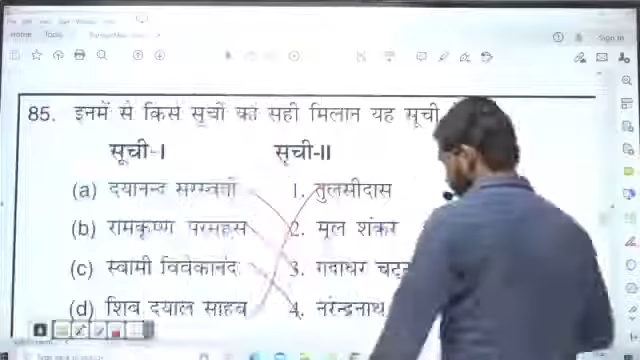 Home Tools
Sign In
85. इनमें से किस सूची का सही मिलान यह सूची
सूची-I सूची-II
(a) दयानन्द सरस्वती 1. तुलसीदास
(b) रामकृष्ण परमहंस 2. मूल शंकर
(c) स्वामी विवेकानंद 3. गदाधर
(d) शिव दयाल साहब 4. नरेन्द्रनाथ